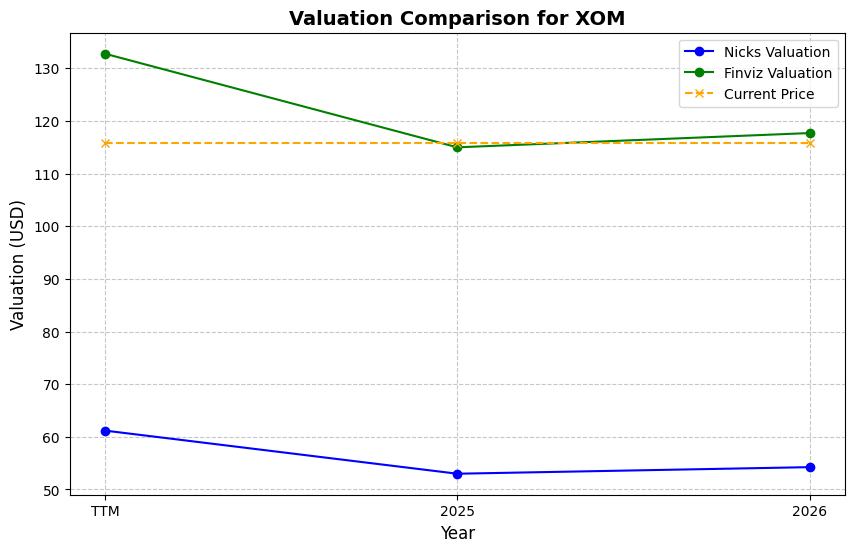 Valuation Comparison for XOM
Nicks Valuation
Finviz Valuation
Current Price
130
120
110
100
90
80
70
60
50
Valuation (USD)
TTM
2025
2026
Year